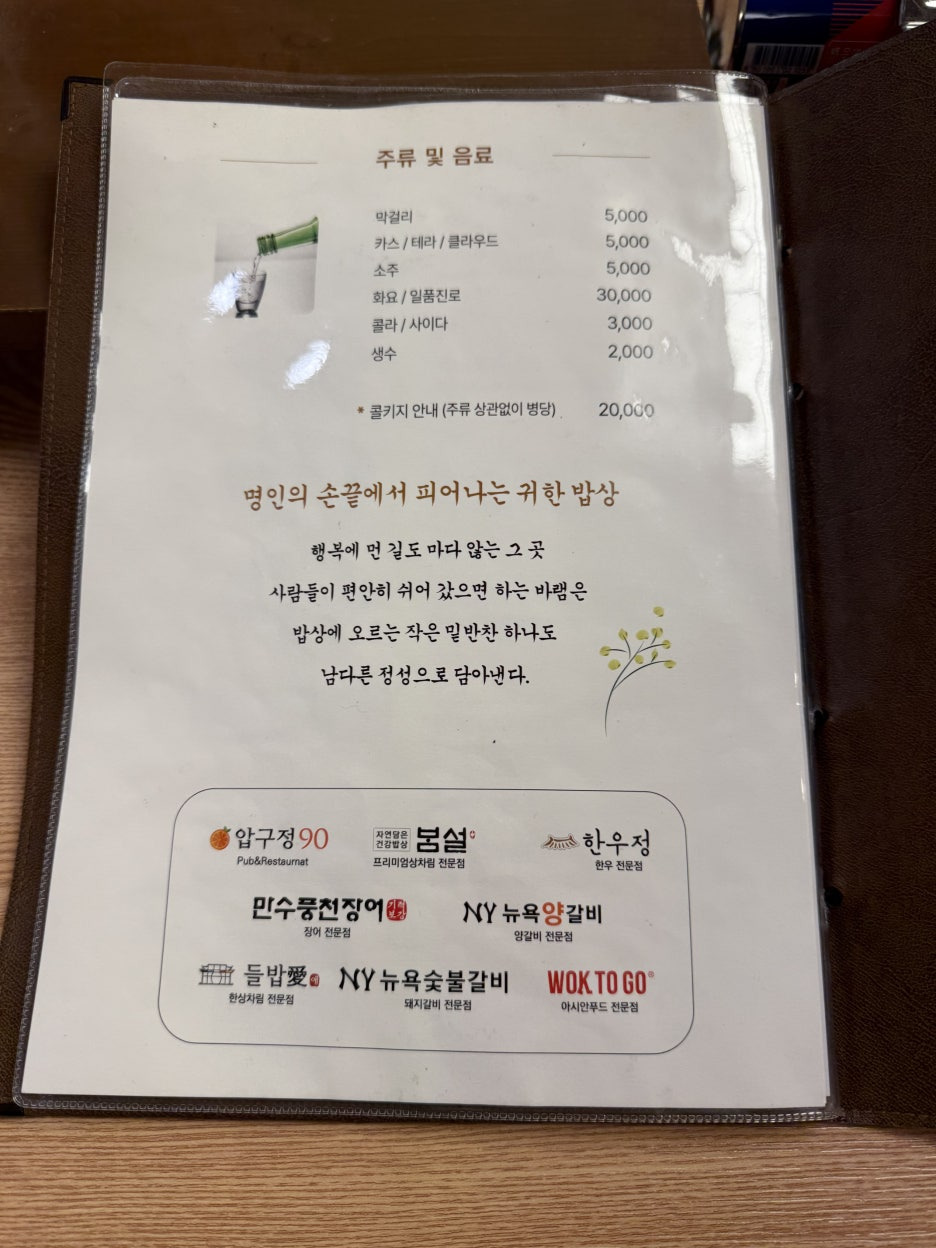 주류 및 음료
막걸리 5,000
카스 / 테라 / 클라우드 5,000
소주 5,000
화요 / 일품진로 30,000
콜라 / 사이다 3,000
생수 2,000
* 콜키지 안내 (주류 상관없이 병당) 20,000
명인의 손끝에서 피어나는 귀한 밥상
행복에 먼 길도 마다 않는 그 곳
사람들이 편안히 쉬어 갔으면 하는 바램은
밥상에 오르는 작은 밑반찬 하나도
남다른 정성으로 담아낸다.
압구정90
Pub&Restaurnat
자연담은
건강밥상
봄설
프리미엄상차림 전문점
한우정
한우 전문점
만수풍천장어
장어 전문점
NY 뉴욕양갈비
양갈비 전문점
들밥愛
한상차림 전문점
NY 뉴욕숯불갈비
돼지갈비 전문점
WOK TO GO®
아시안푸드 전문점